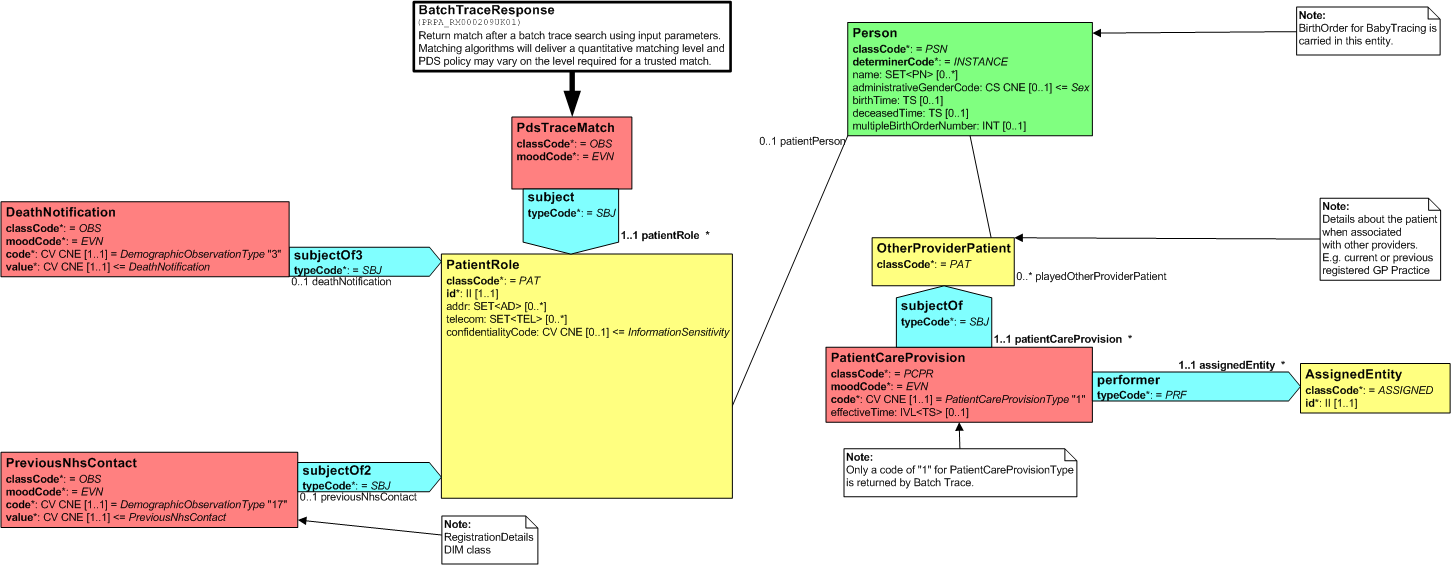 BatchTraceResponse
(PRPA_RM000209UK01)
Return match after a batch trace search using input parameters.
Matching algorithms will deliver a quantitative matching level and
PDS policy may vary on the level required for a trusted match.
PdsTraceMatch
classCode*: = OBS
moodCode*: = EVN
subject
typeCode*: = SBJ
1..1 patientRole *
DeathNotification
classCode*: = OBS
moodCode*: = EVN
code*: CV CNE [1..1] = DemographicObservationType "3"
value*: CV CNE [1..1] <= DeathNotification
subjectOf3
typeCode*: = SBJ
0..1 deathNotification
PatientRole
classCode*: = PAT
id*: II [1..1]
addr: SET<AD> [0..*]
telecom: SET<TEL> [0..*]
confidentialityCode: CV CNE [0..1] <= InformationSensitivity
PreviousNhsContact
classCode*: = OBS
moodCode*: = EVN
code*: CV CNE [1..1] = DemographicObservationType "17"
value*: CV CNE [1..1] <= PreviousNhsContact
subjectOf2
typeCode*: = SBJ
0..1 previousNhsContact
Note:
RegistrationDetails
DIM class
Person
classCode*: = PSN
determinerCode*: = INSTANCE
name: SET<PN> [0..*]
administrativeGenderCode: CS CNE [0..1] <= Sex
birthTime: TS [0..1]
deceasedTime: TS [0..1]
multipleBirthOrderNumber: INT [0..1]
0..1 patientPerson
Note:
BirthOrder for BabyTracing is
carried in this entity.
OtherProviderPatient
classCode*: = PAT
0..* playedOtherProviderPatient
Note:
Details about the patient
when associated
with other providers.
E.g. current or previous
registered GP Practice
subjectOf
typeCode*: = SBJ
1..1 patientCareProvision *
PatientCareProvision
classCode*: = PCPR
moodCode*: = EVN
code*: CV CNE [1..1] = PatientCareProvisionType "1"
effectiveTime: IVL<TS> [0..1]
1..1 assignedEntity *
performer
typeCode*: = PRF
AssignedEntity
classCode*: = ASSIGNED
id*: II [1..1]
Note:
Only a code of "1" for PatientCareProvisionType
is returned by Batch Trace.